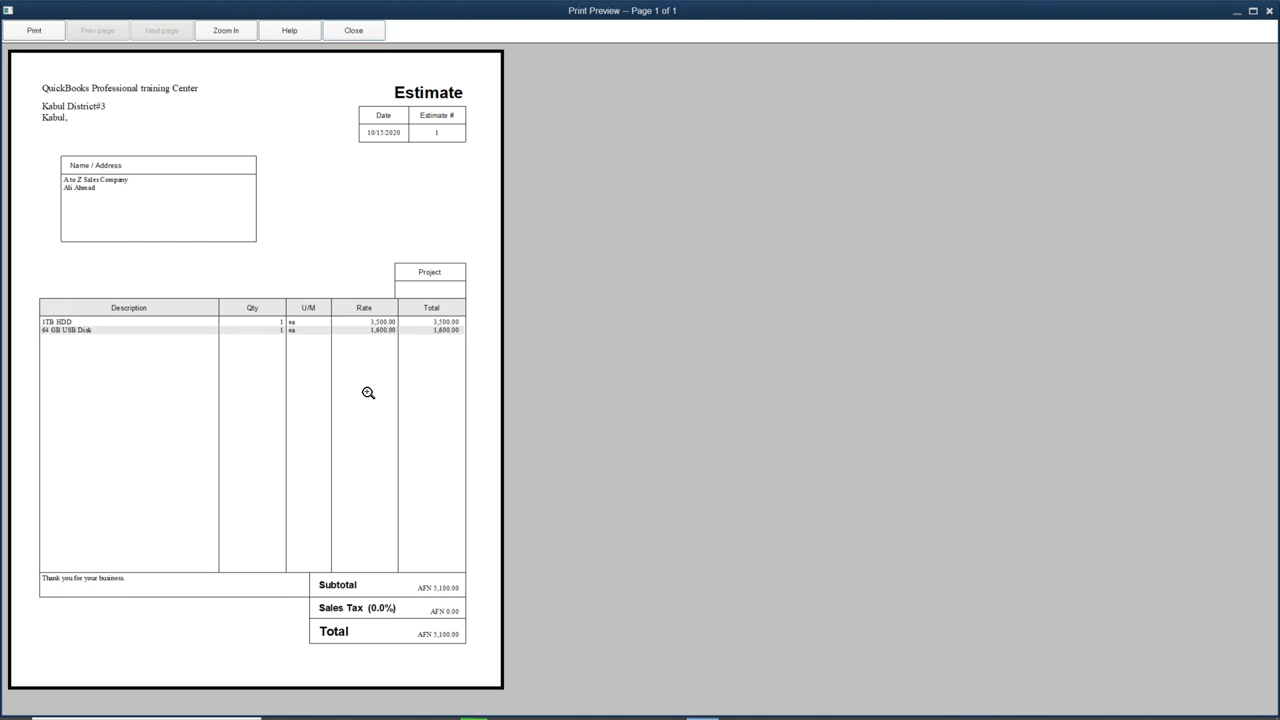 Print Preview -- Page 1 of 1
Print Prev page Next page Zoom In Help Close
QuickBooks Professional training Center
Kabul District#3
Kabul,
Estimate
Date Estimate #
10/15/2020 1
Name / Address
A to Z Sales Company
Ali Ahmad
Project
Description Qty U/M Rate Total
1TB HDD 1 ea 3,500.00 3,500.00
64 GB USB Disk 1 ea 1,600.00 1,600.00
Thank you for your business.
Subtotal AFN 5,100.00
Sales Tax (0.0%) AFN 0.00
Total AFN 5,100.00